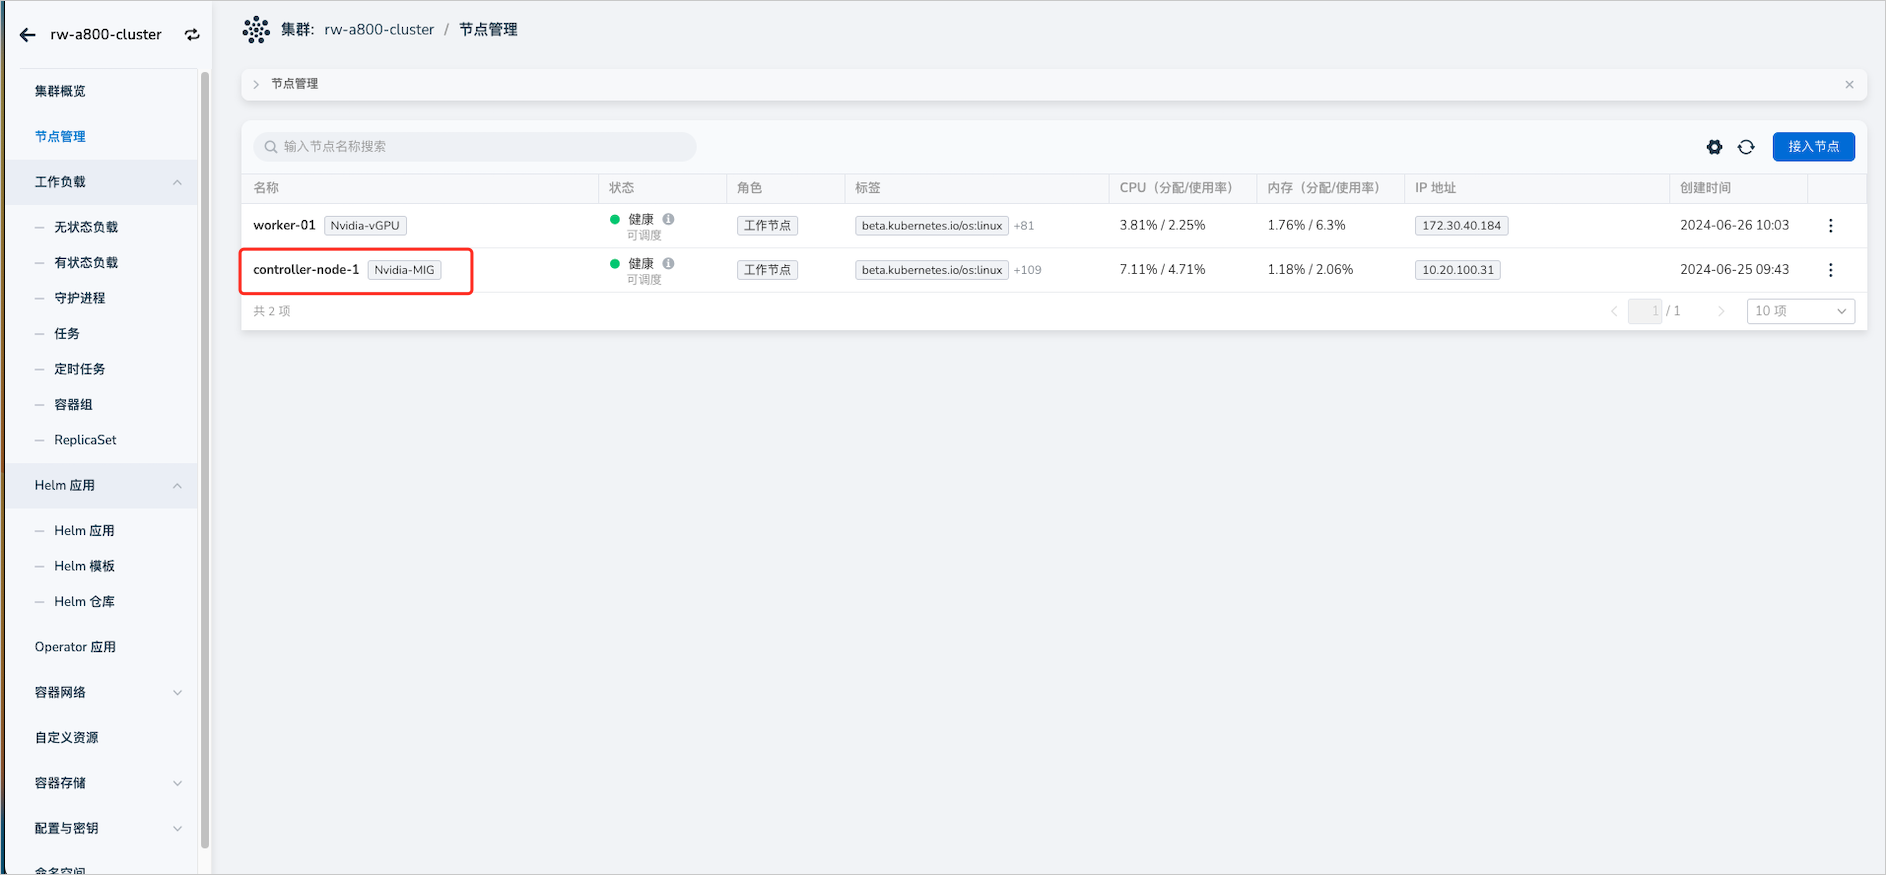 rw-a800-cluster
集群概览
节点管理
工作负载
无状态负载
有状态负载
守护进程
任务
定时任务
容器组
ReplicaSet
Helm 应用
Helm 应用
Helm 模板
Helm 仓库
Operator 应用
容器网络
自定义资源
容器存储
配置与密钥
命名空间
集群: rw-a800-cluster / 节点管理
节点管理
输入节点名称搜索
接入节点
名称 状态 角色 标签 CPU（分配/使用率） 内存（分配/使用率） IP 地址 创建时间
worker-01 Nvidia-vGPU 健康 工作节点 beta.kubernetes.io/os:linux +81 3.81% / 2.25% 1.76% / 6.3% 172.30.40.184 2024-06-26 10:03
可调度
controller-node-1 Nvidia-MIG 健康 工作节点 beta.kubernetes.io/os:linux +109 7.11% / 4.71% 1.18% / 2.06% 10.20.100.31 2024-06-25 09:43
可调度
共 2 项 1 / 1 10 项